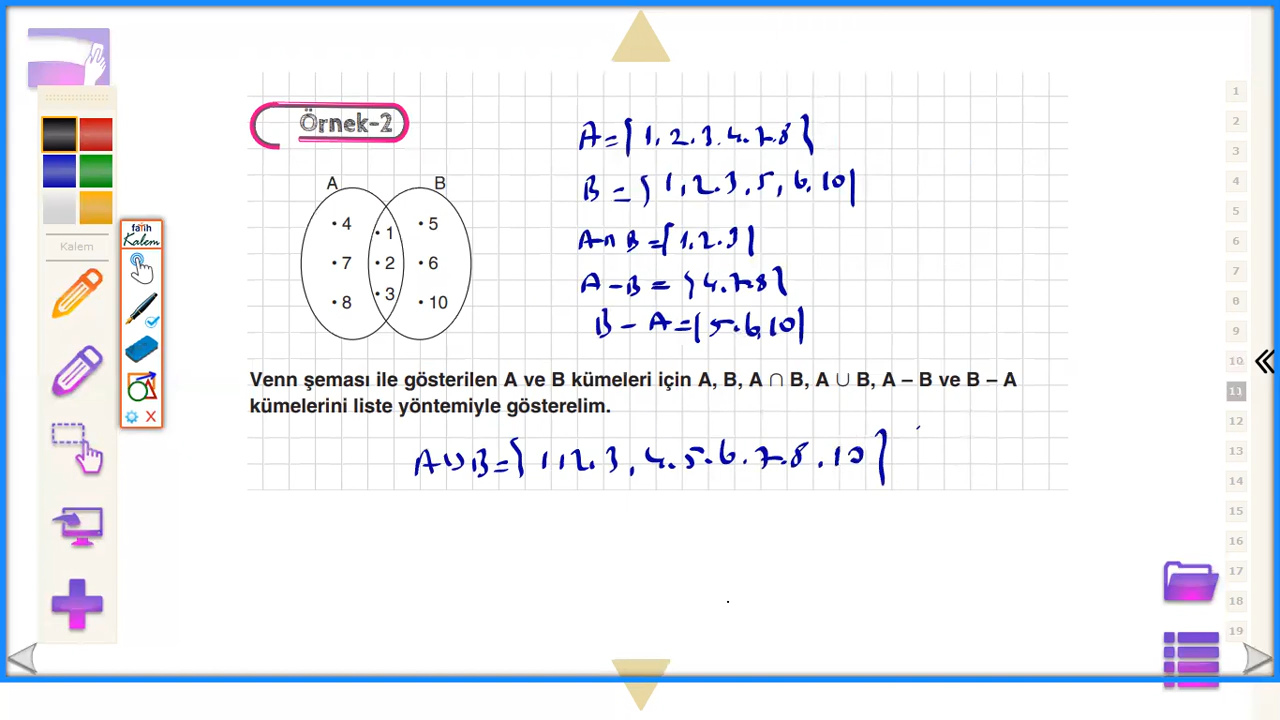 Örnek-2
A={1,2.3.4.7.8}
B={1,2.3,5,6,10}
A∩B={1.2.3}
A-B={4.7.8}
B-A={5.6,10}
A B
4 1 5
7 2 6
8 3 10
Venn şeması ile gösterilen A ve B kümeleri için A, B, A ∩ B, A ∪ B, A – B ve B – A
kümelerini liste yöntemiyle gösterelim.
A∪B={1,2.3,4.5.6.7.8.10}
Kalem
fatih
Kalem
1
2
3
4
5
6
7
8
9
10
11
12
13
14
15
16
17
18
19